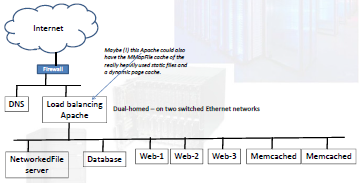 Internet
Maybe (!) this Apache could also
have the MMapFile cache of the
really heavily used static files and
a dynamic page cache.
Firewall
DNS
Load balancing
Apache
Dual-homed – on two switched Ethernet networks
NetworkedFile
server
Database
Web-1
Web-2
Web-3
Memcached
Memcached